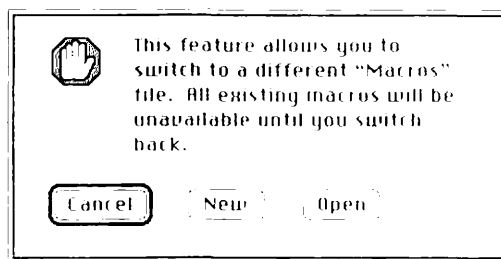 This feature allows you to
switch to a different “Macros”
file. All existing macros will be
unavailable until you switch
back.
Cancel New Open